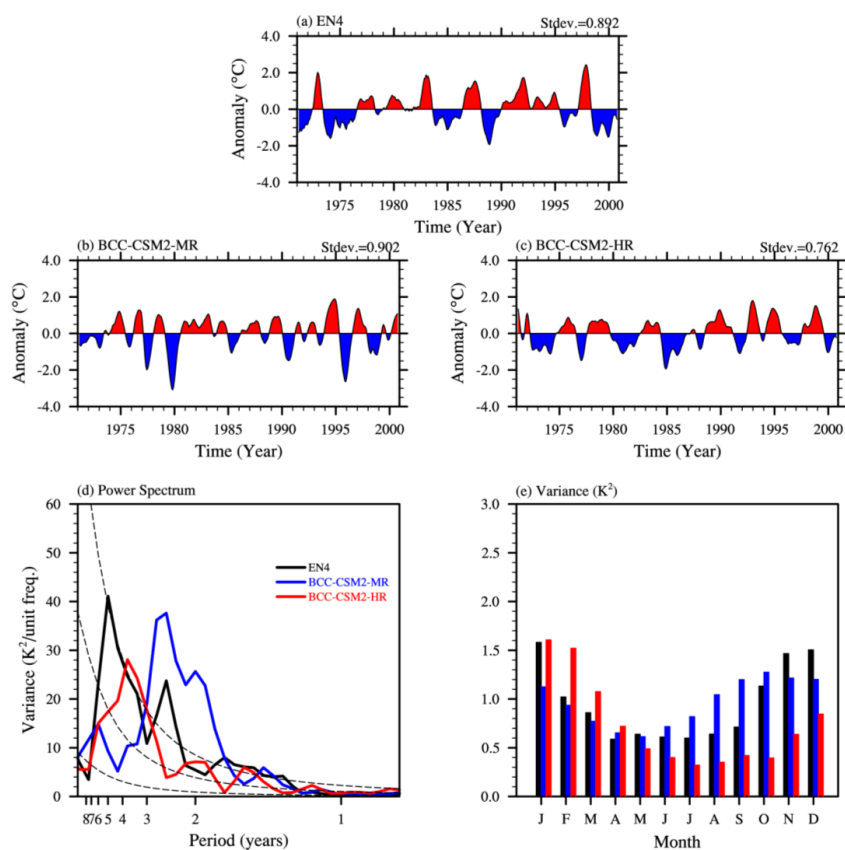 (a) EN4 Stdev.=0.892
4.0
2.0
0.0
-2.0
-4.0
Anomaly (°C)
1975 1980 1985 1990 1995 2000
Time (Year)
(b) BCC-CSM2-MR Stdev.=0.902
4.0
2.0
0.0
-2.0
-4.0
Anomaly (°C)
1975 1980 1985 1990 1995 2000
Time (Year)
(c) BCC-CSM2-HR Stdev.=0.762
4.0
2.0
0.0
-2.0
-4.0
Anomaly (°C)
1975 1980 1985 1990 1995 2000
Time (Year)
(d) Power Spectrum
60
50
40
30
20
10
0
Variance (K²/unit freq.)
EN4
BCC-CSM2-MR
BCC-CSM2-HR
8 7 6 5 4 3 2 1
Period (years)
(e) Variance (K²)
3.0
2.5
2.0
1.5
1.0
0.5
0.0
J F M A M J J A S O N D
Month